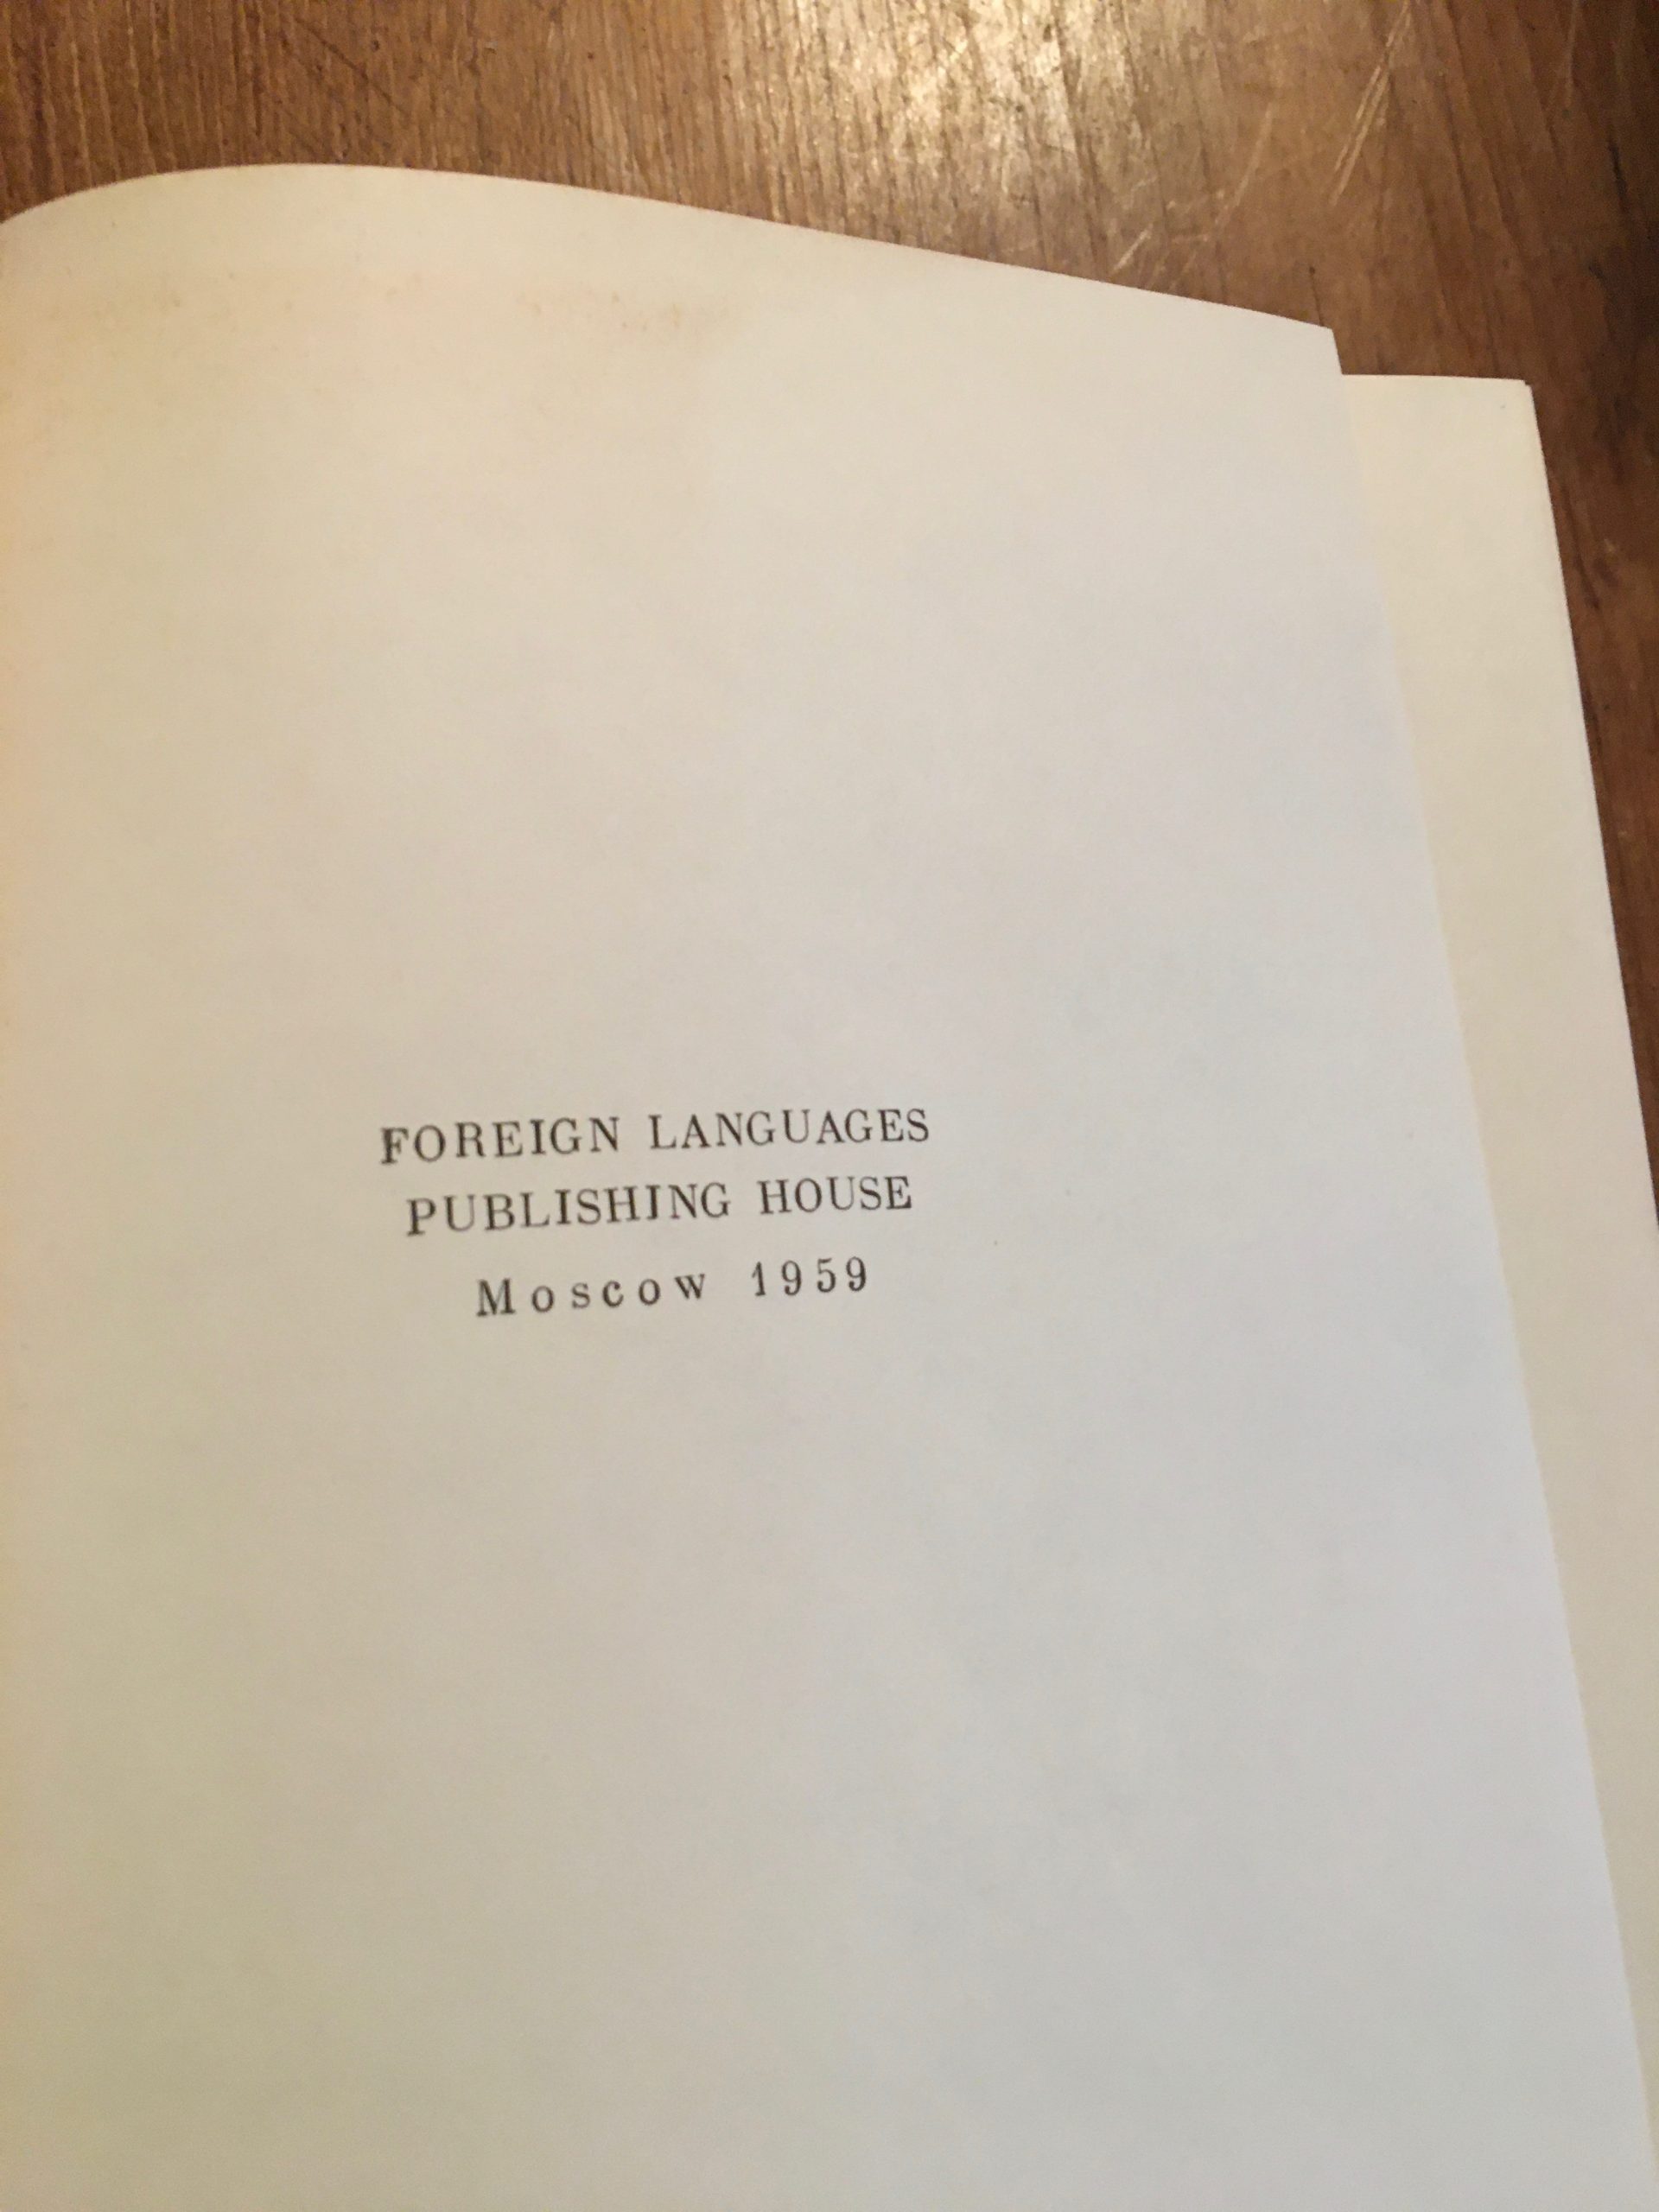 FOREIGN LANGUAGES
PUBLISHING HOUSE
Moscow 1959